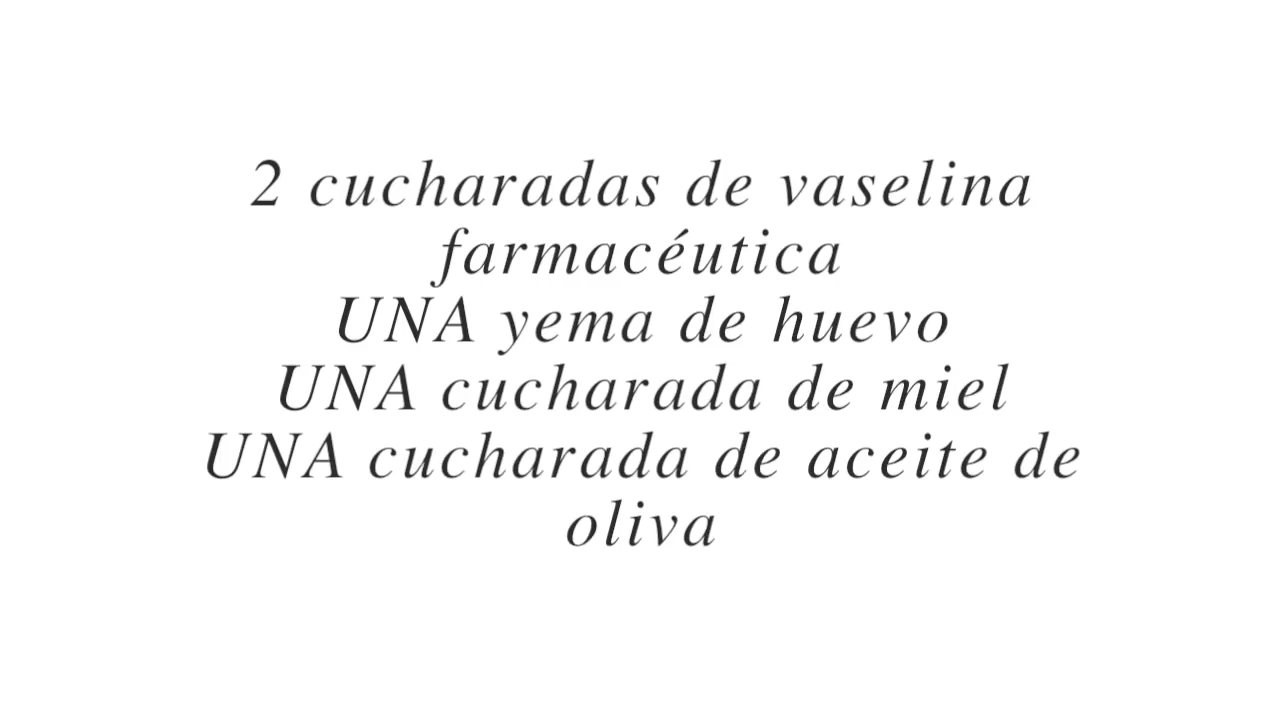 2 cucharadas de vaselina
farmacéutica
UNA yema de huevo
UNA cucharada de miel
UNA cucharada de aceite de
oliva